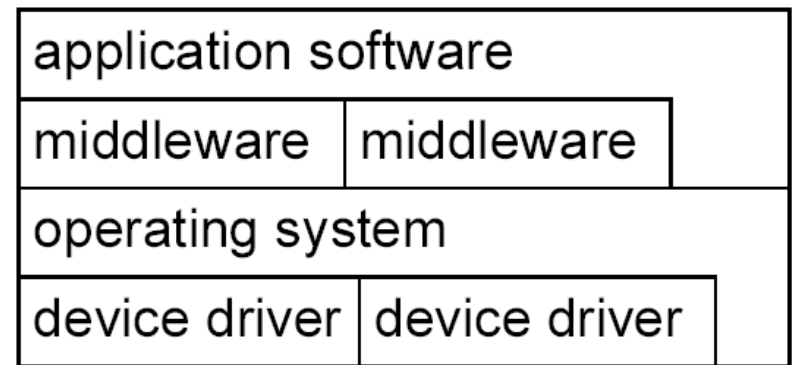 application software
middleware middleware
operating system
device driver device driver